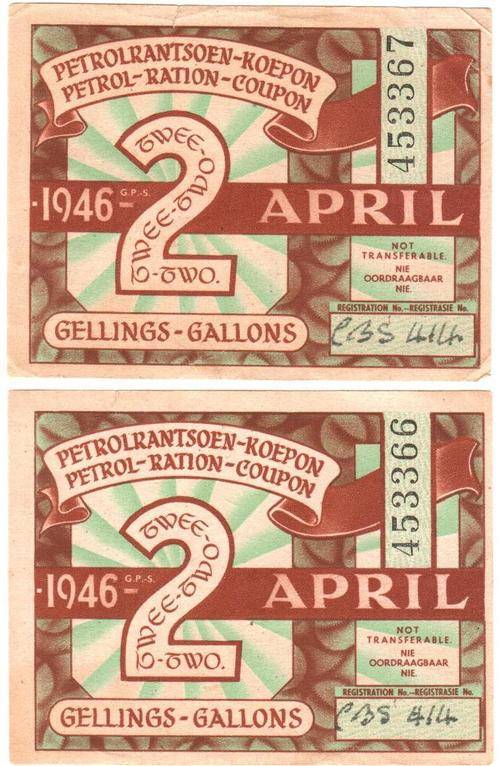 PETROLRANTSOEN-KOEPON
PETROL-RATION-COUPON
453367
TWEE-TWO
TWEE-TWO
2
T-TWO.
·1946 G.P.-S. APRIL
NOT
TRANSFERABLE.
NIE
OORDRAAGBAAR
NIE.
REGISTRATION No.–REGISTRASIE No.
CBS 414
GELLINGS-GALLONS
PETROLRANTSOEN-KOEPON
PETROL-RATION-COUPON
453366
TWEE-TWO
TWEE-TWO
2
T-TWO.
·1946 G.P.-S. APRIL
NOT
TRANSFERABLE.
NIE
OORDRAAGBAAR
NIE.
REGISTRATION No.–REGISTRASIE No.
CBS 414
GELLINGS-GALLONS